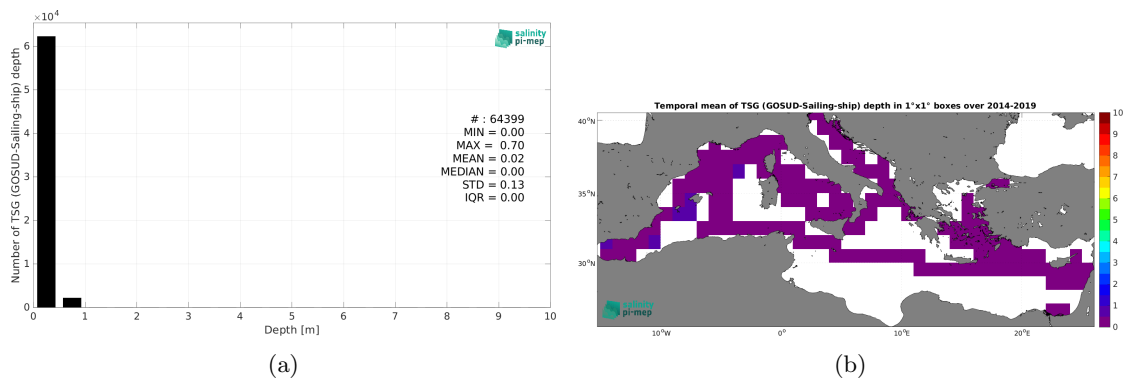 ×10⁴
6
5
4
3
2
1
0
Number of TSG (GOSUD-Sailing-ship) depth
salinity
pi-mep
# : 64399
MIN = 0.00
MAX = 0.70
MEAN = 0.02
MEDIAN = 0.00
STD = 0.13
IQR = 0.00
0 1 2 3 4 5 6 7 8 9 10
Depth [m]
(a)
Temporal mean of TSG (GOSUD-Sailing-ship) depth in 1°x1° boxes over 2014-2019
40°N
35°N
30°N
salinity
pi-mep
10°W 0° 10°E 20°E
10
9
8
7
6
5
4
3
2
1
0
(b)